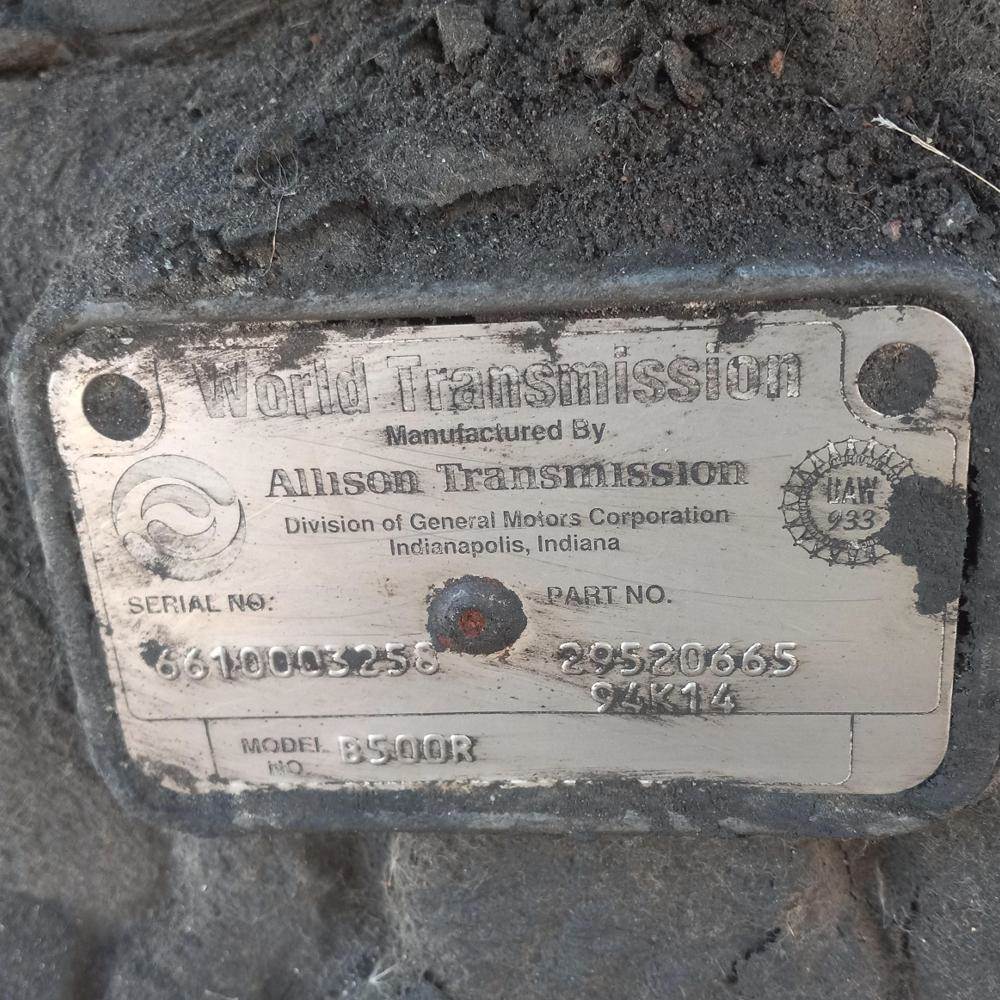 World Transmission
Manufactured By
Allison Transmission
Division of General Motors Corporation
Indianapolis, Indiana
UAW
933
SERIAL NO:
PART NO.
6610003258
29520665
94K14
MODEL B500R
NO